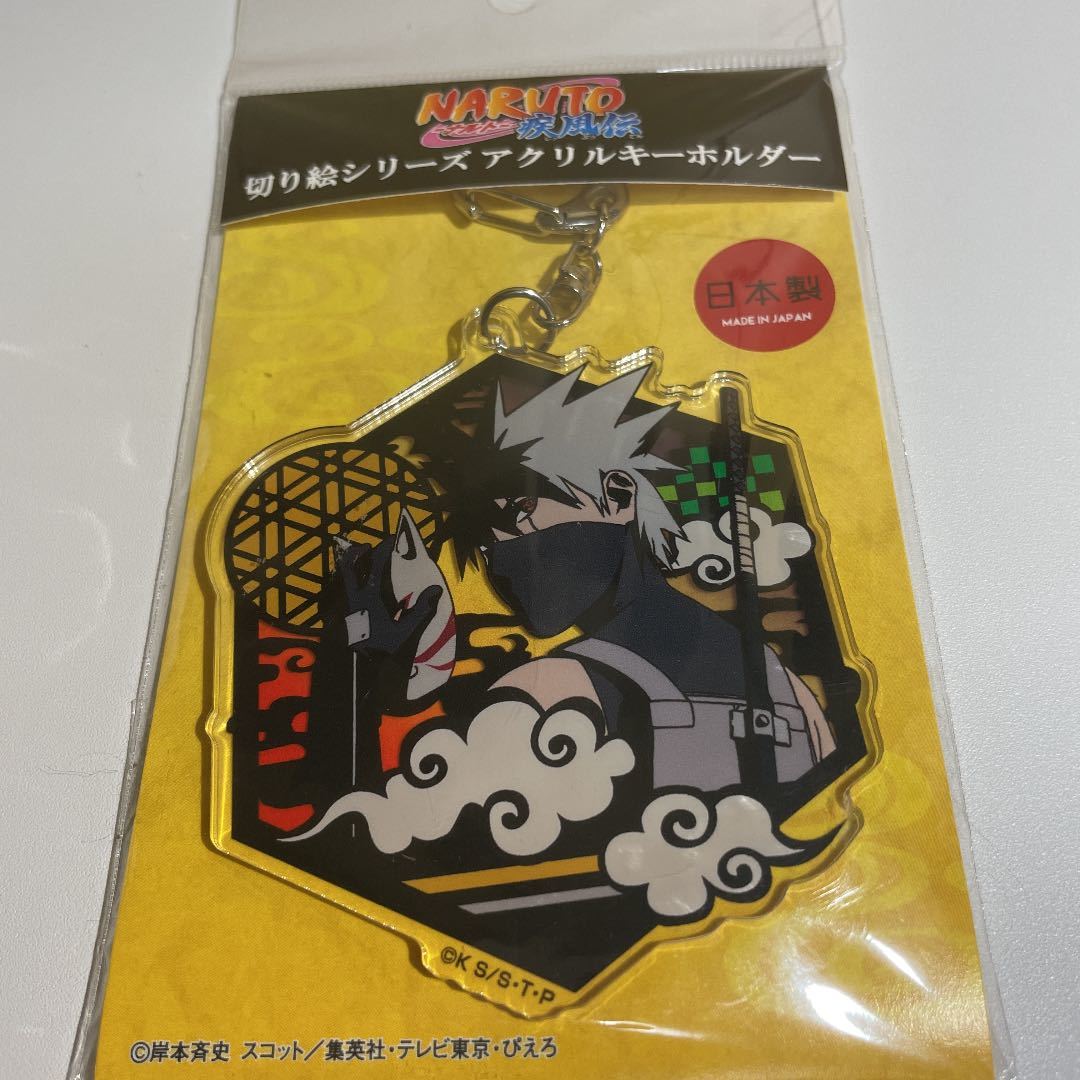 NARUTO
ーナルトー 疾風伝
切り絵シリーズ アクリルキーホルダー
日本製
MADE IN JAPAN
©K S/S・T・P
©岸本斉史 スコット／集英社・テレビ東京・ぴえろ